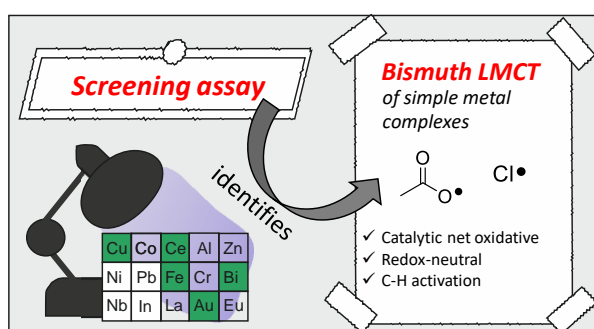 Screening assay
identifies
Cu Co Ce Al Zn
Ni Pb Fe Cr Bi
Nb In La Au Eu
Bismuth LMCT
of simple metal
complexes
O
O•
Cl•
✓ Catalytic net oxidative
✓ Redox-neutral
✓ C-H activation